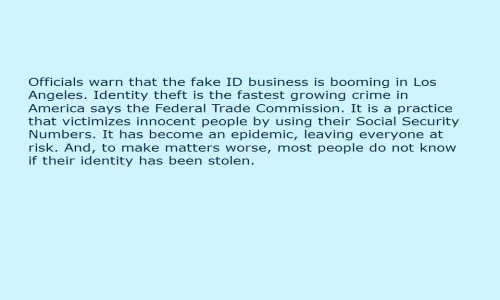 Officials warn that the fake ID business is booming in Los
Angeles. Identity theft is the fastest growing crime in
America says the Federal Trade Commission. It is a practice
that victimizes innocent people by using their Social Security
Numbers. It has become an epidemic, leaving everyone at
risk. And, to make matters worse, most people do not know
if their identity has been stolen.